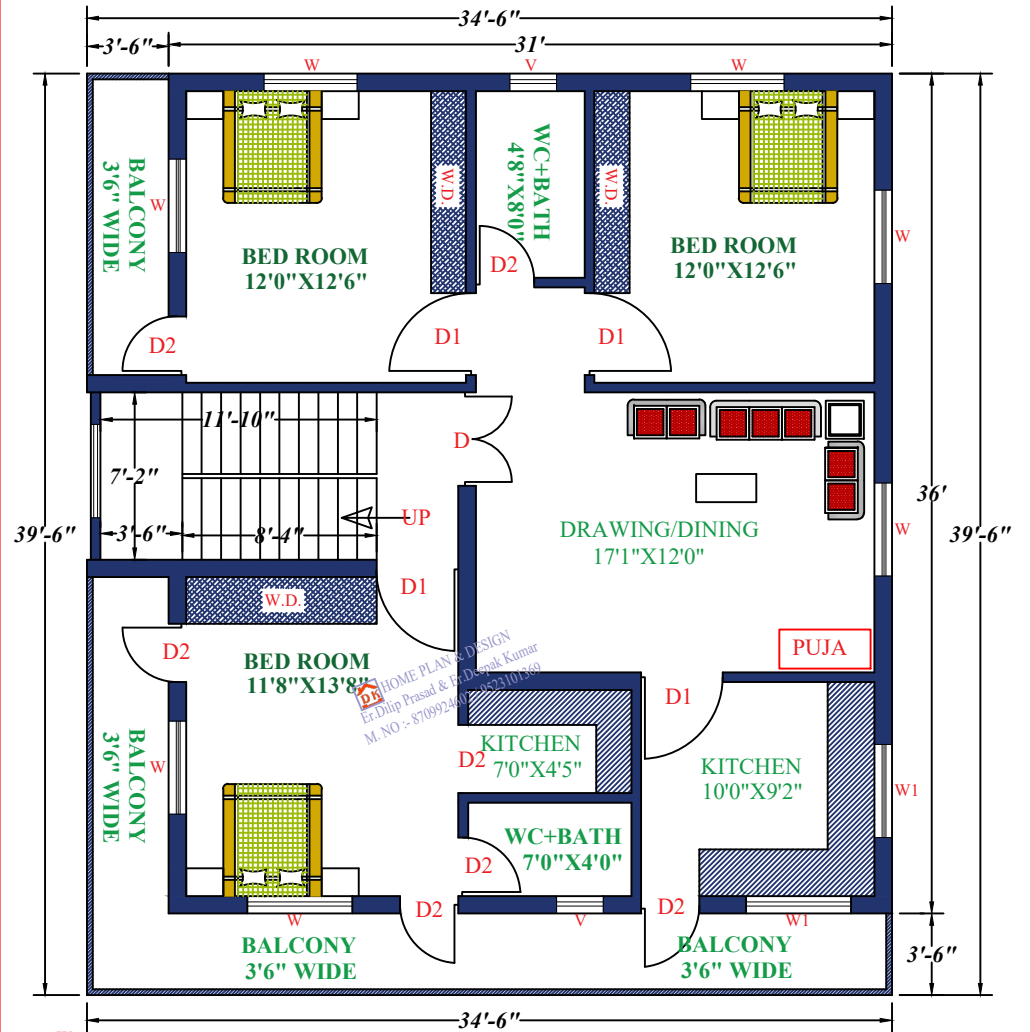 34'-6"
3'-6"
31'
W
V
W
BALCONY
3'6" WIDE
W
W.D.
WC+BATH
4'8"X8'0"
W.D.
W
BED ROOM
12'0"X12'6"
D2
BED ROOM
12'0"X12'6"
D2
D1
D1
11'-10"
7'-2"
D
39'-6"
3'-6"
8'-4"
UP
DRAWING/DINING
17'1"X12'0"
W
36'
39'-6"
D1
W.D.
D2
BED ROOM
11'8"X13'8"
PUJA
DK HOME PLAN & DESIGN
Er.Dilip Prasad & Er.Deepak Kumar
M. NO :-
D1
BALCONY
3'6" WIDE
W
D2
KITCHEN
7'0"X4'5"
KITCHEN
10'0"X9'2"
W1
WC+BATH
7'0"X4'0"
D2
W
D2
V
D2
W1
BALCONY
3'6" WIDE
BALCONY
3'6" WIDE
3'-6"
34'-6"